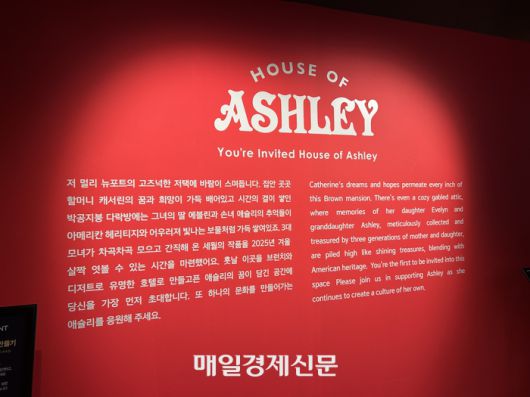 HOUSE OF
ASHLEY
You're Invited House of Ashley
저 멀리 뉴포트의 고즈넉한 저택에 바람이 스며듭니다. 집안 곳곳
할머니 캐서린의 꿈과 희망이 가득 배어있고 시간의 결이 쌓인
박공지붕 다락방에는 그녀의 딸 에블린과 손녀 애슐리의 추억들이
아메리칸 헤리티지와 어우러져 빛나는 보물처럼 가득 쌓여있죠. 3대
모녀가 차곡차곡 모으고 간직해 온 세월의 작품을 2025년 겨울
살짝 엿볼 수 있는 시간을 마련했어요. 훗날 이곳을 브런치와
디저트로 유명한 호텔로 만들고픈 애슐리의 꿈이 담긴 공간에
당신을 가장 먼저 초대합니다. 또 하나의 문화를 만들어가는
애슐리를 응원해 주세요.
Catherine's dreams and hopes permeate every inch of
this Brown mansion. There's even a cozy gabled attic,
where memories of her daughter Evelyn and
granddaughter Ashley, meticulously collected and
treasured by three generations of mother and daughter,
are piled high like shining treasures, blending with
American heritage. You're the first to be invited into this
space. Please join us in supporting Ashley as she
continues to create a culture of her own.
매일경제신문